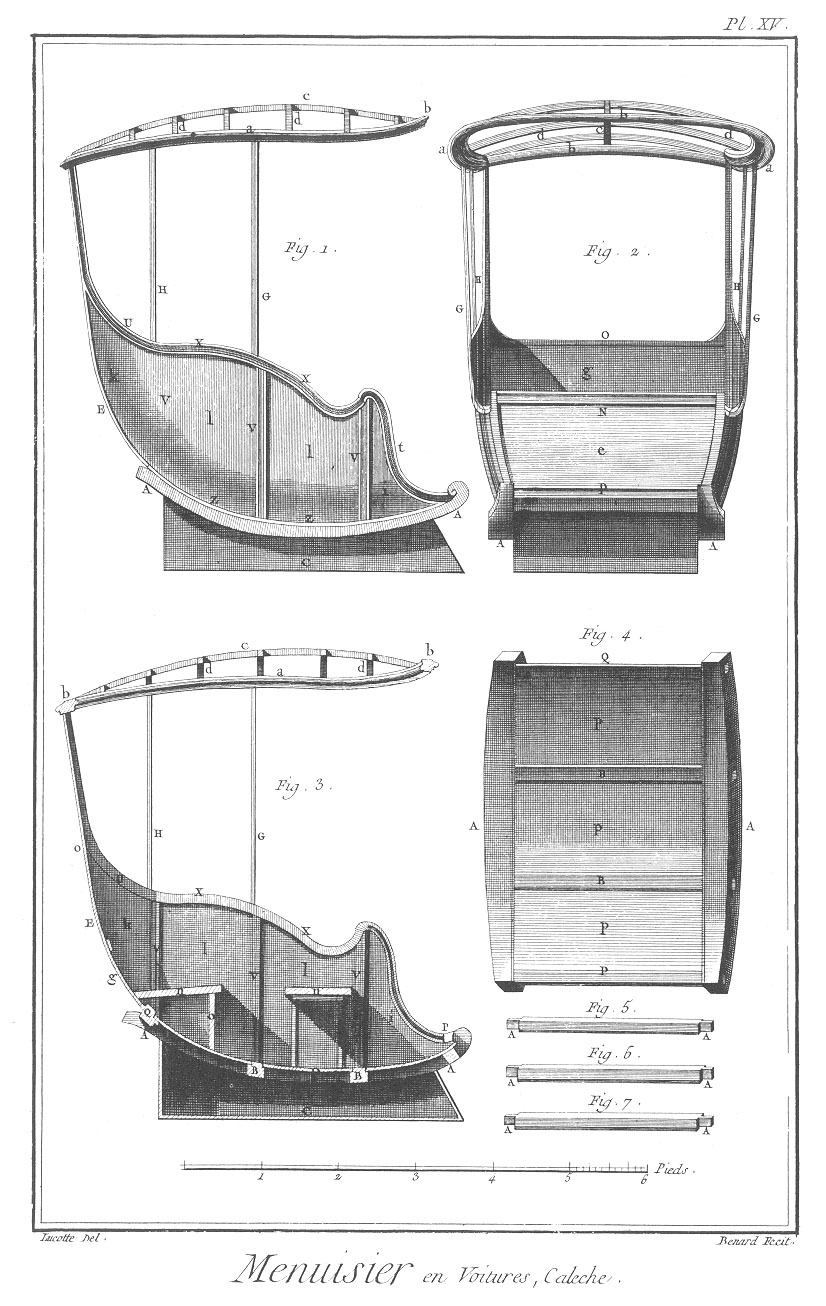 Pl. XV.
c
b
d
d
a
b
c
d
d
a
b
a
Fig. 1.
Fig. 2.
H
G
H
H
G
G
U
X
O
X
k
g
V
E
l
V
N
l
V
t
e
A
Z
i
P
Z
A
A
A
C
Fig. 4.
c
b
d
a
d
b
Q
P
Fig. 3.
B
H
G
A
P
A
o
X
B
E
k
l
X
P
g
V
l
V
P
n
n
Fig. 5.
Q
o
i
P
A
A
A
B
D
B
A
Fig. 6.
A
A
C
Fig. 7.
A
A
1 2 3 4 5 6 Pieds.
Lucotte Del.
Benard Fecit.
Menuisier en Voitures, Caleche.